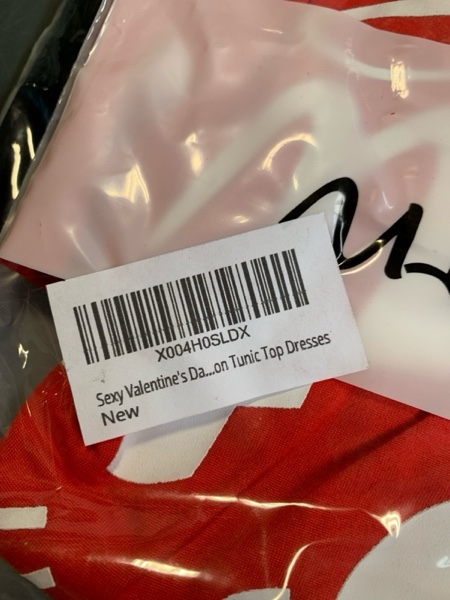 X004H0SLDX
Sexy Valentine's Da...on Tunic Top Dresses
New